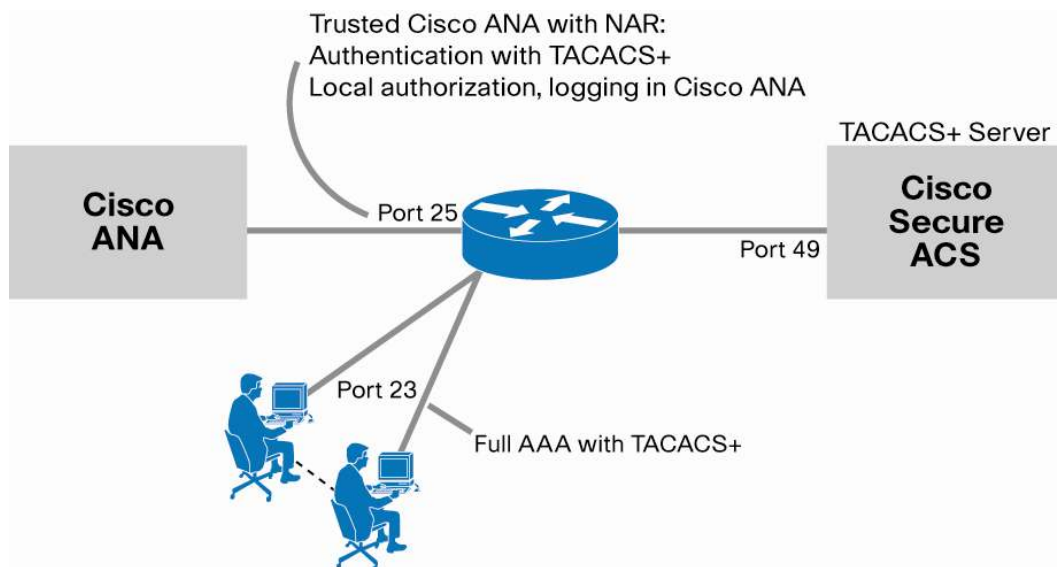 Trusted Cisco ANA with NAR:
Authentication with TACACS+
Local authorization, logging in Cisco ANA
TACACS+ Server
Cisco
ANA
Port 25
Cisco
Secure
ACS
Port 49
Port 23
Full AAA with TACACS+